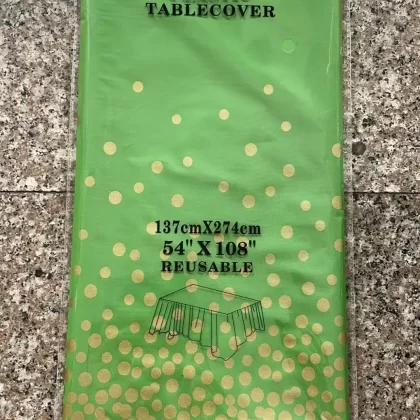 TABLECOVER
137cmX274cm
54" X 108"
REUSABLE